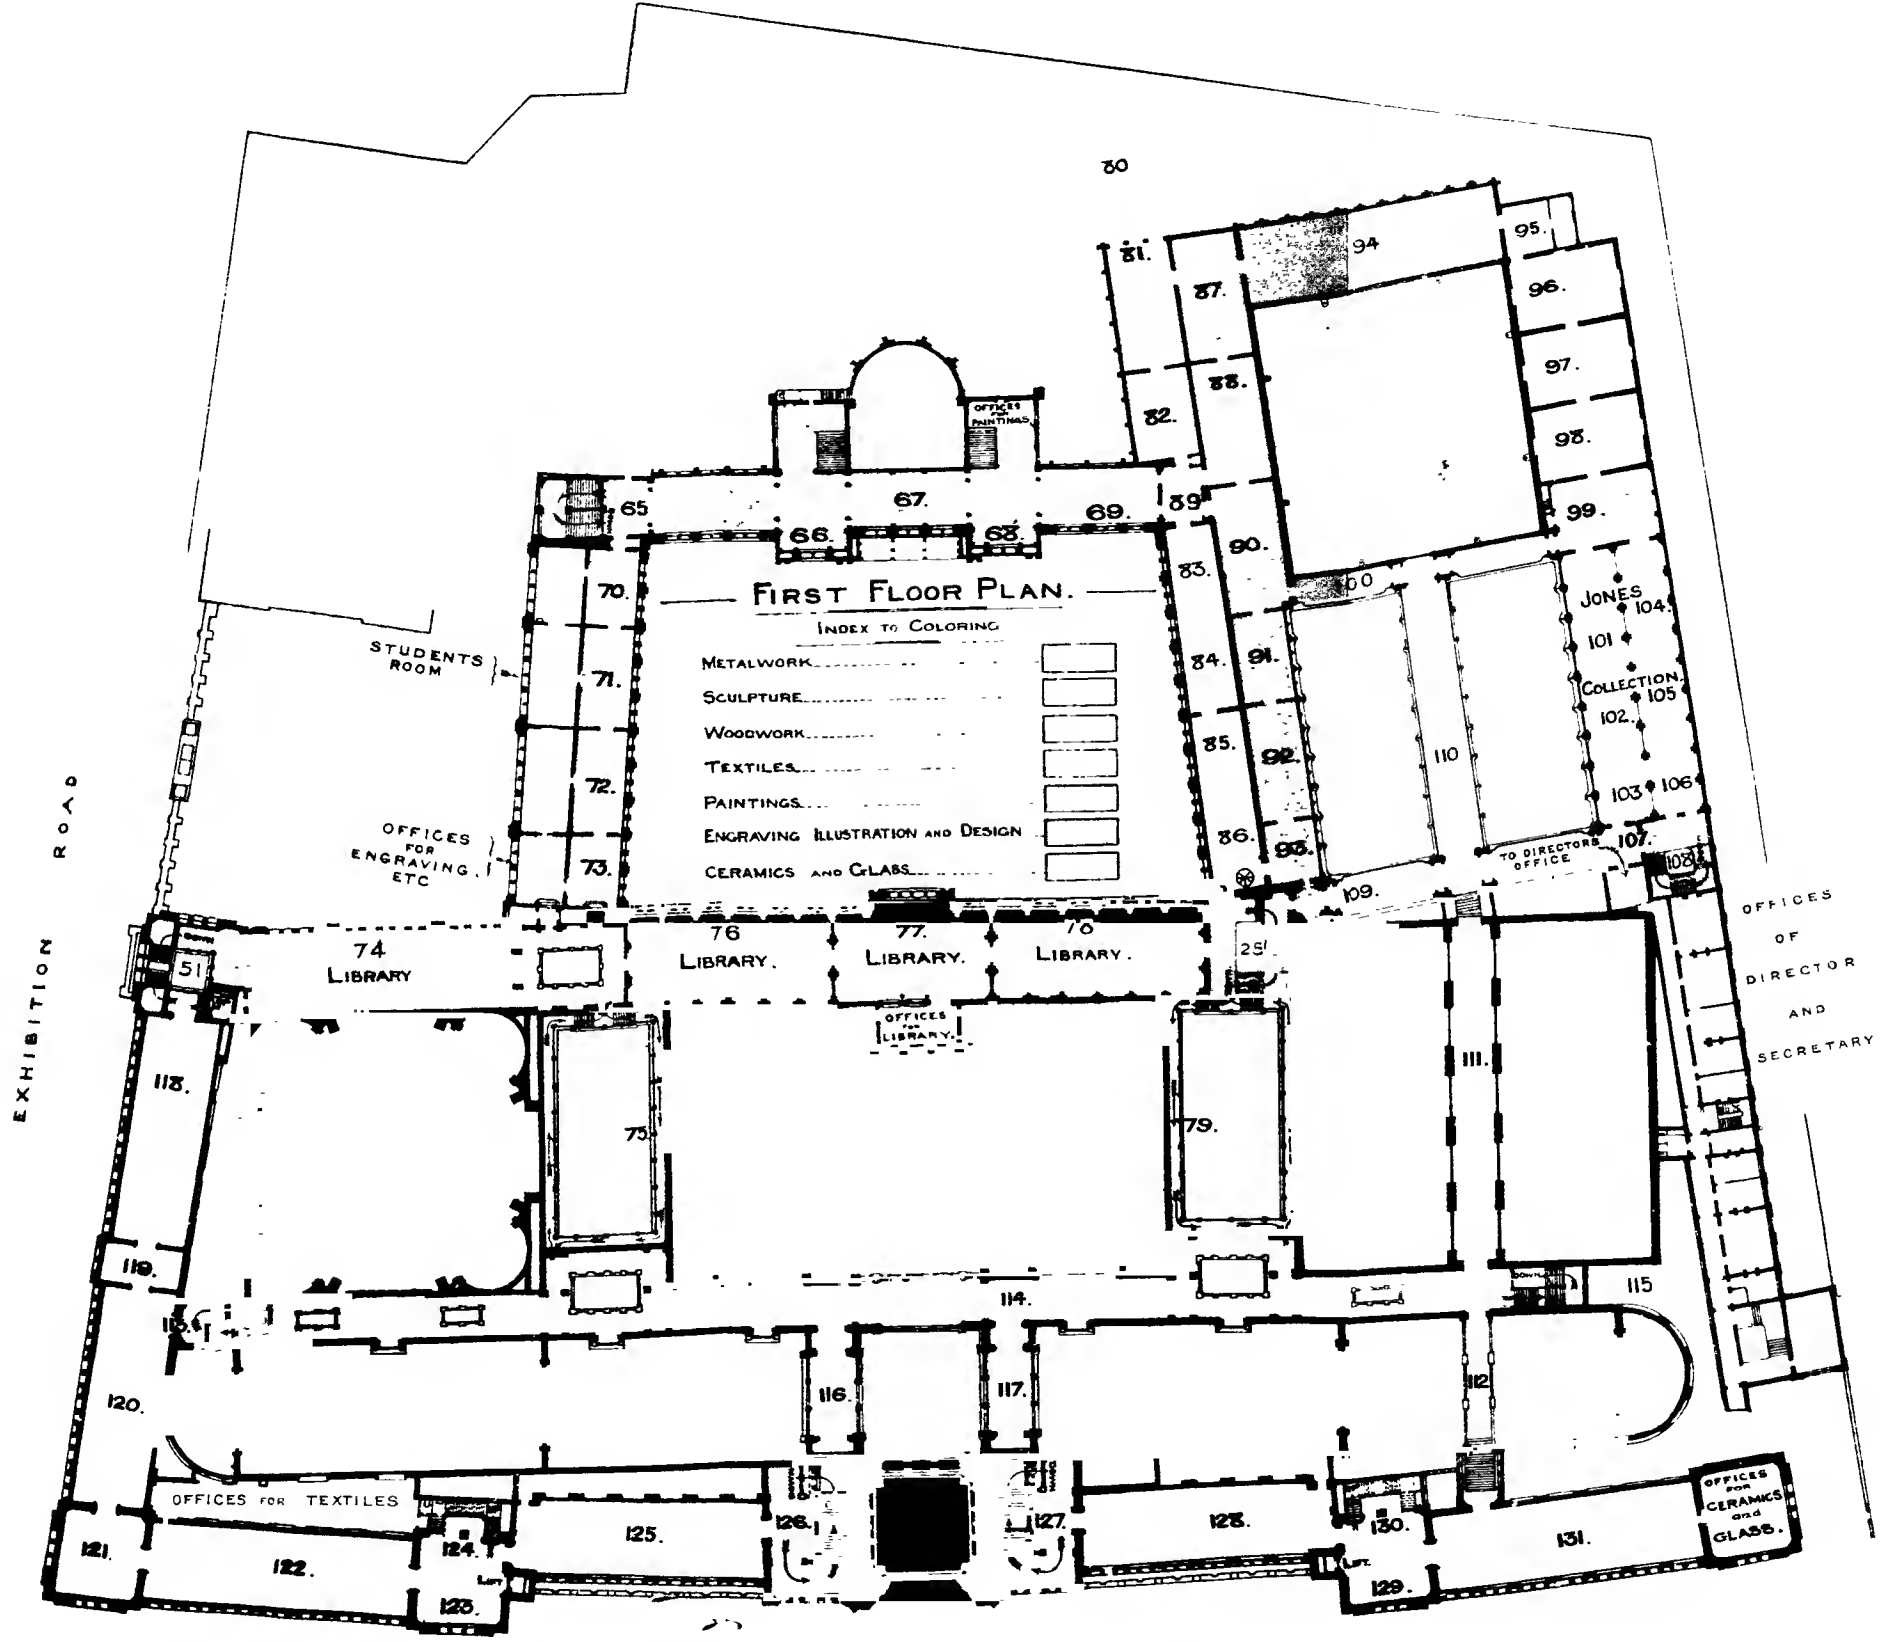 80
81.
94
95.
87.
96.
97.
88.
82.
98.
OFFICES
FOR
PAINTINGS.
65
67.
69.
89
99.
66.
68.
90.
83.
70.
FIRST FLOOR PLAN.
INDEX TO COLORING
METALWORK
SCULPTURE
WOODWORK
TEXTILES
PAINTINGS
ENGRAVING ILLUSTRATION AND DESIGN
CERAMICS AND GLASS
JONES
104.
101
COLLECTION.
105
102.
103
106
STUDENTS
ROOM
71.
84.
91.
85.
92.
110
72.
OFFICES
FOR
ENGRAVING.
ETC
73.
86.
93.
107.
TO DIRECTORS
OFFICE
108
109.
EXHIBITION ROAD
OFFICES
OF
DIRECTOR
AND
SECRETARY
DOWN
51
74
LIBRARY
76
LIBRARY.
77.
LIBRARY.
78
LIBRARY.
OFFICES
FOR
LIBRARY.
118.
75.
79.
111.
119.
DOWN
115
114.
120.
116.
117.
112
OFFICES FOR TEXTILES
121.
122.
124.
LIFT
123.
125.
126.
127.
128.
130.
LIFT.
129.
131.
OFFICES
FOR
CERAMICS
and
GLASS.